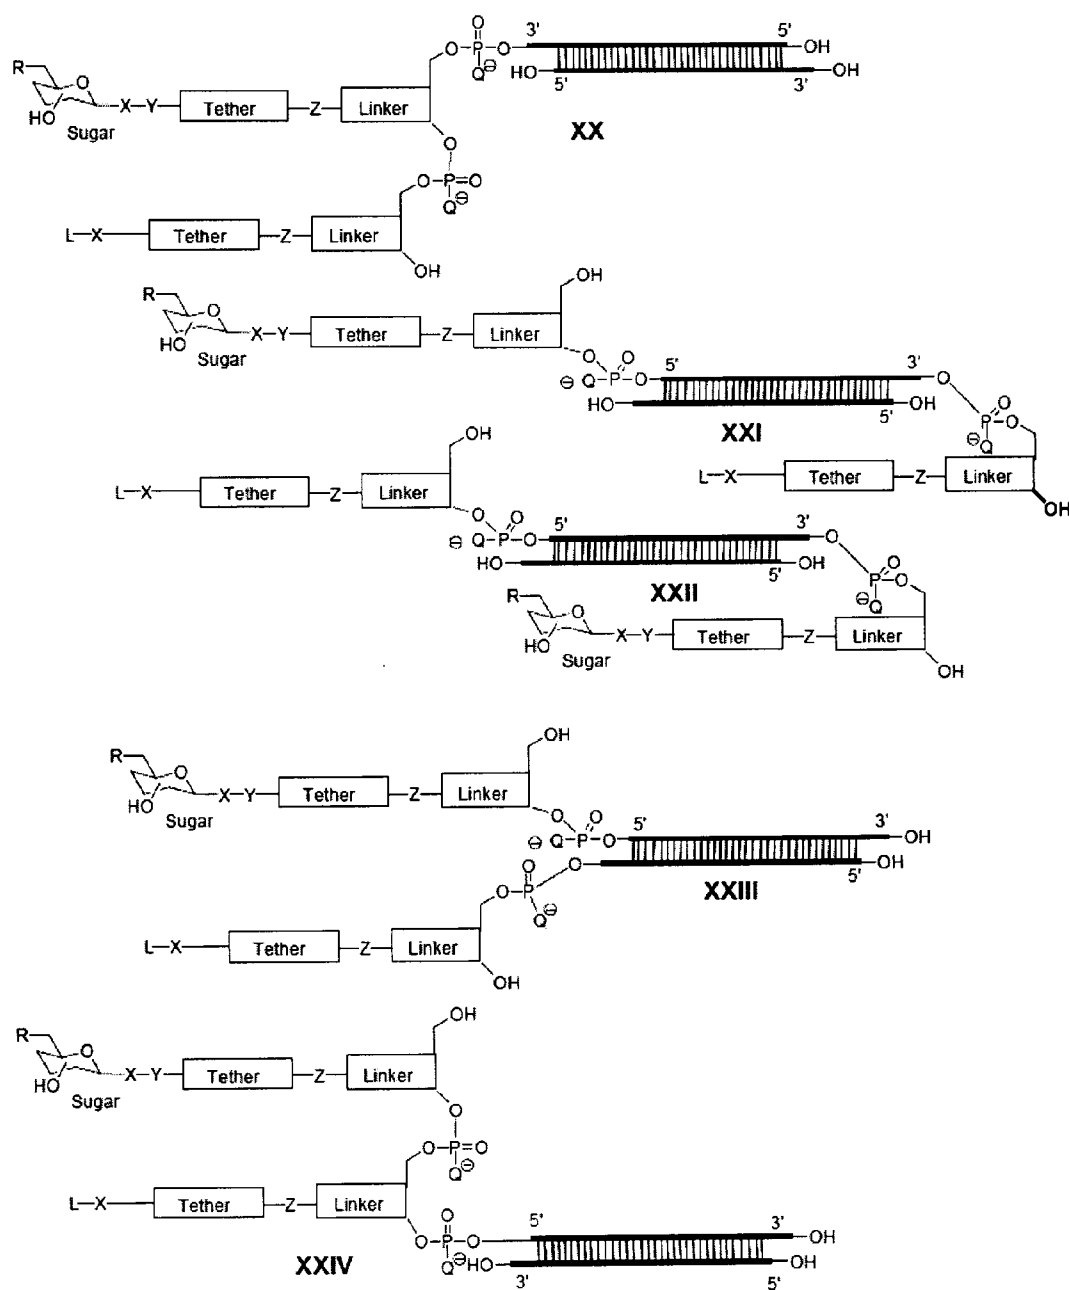 O
3' 5'
O-P-O OH
R Q⊖ HO 5' 3' OH
O X-Y Tether Z Linker
HO Sugar O XX
O-P=O
Q⊖
L-X Tether Z Linker
OH
OH
R O
X-Y Tether Z Linker
HO Sugar O O 5' 3' O
⊖ Q-P-O
HO 5' OH O
XXI P-O
OH ⊖ Q
L-X Tether Z Linker L-X Tether Z Linker
OH
O O 5' 3' O
⊖ Q-P-O
HO 5' OH O
XXII P-O
R O ⊖ Q
X-Y Tether Z Linker
HO Sugar OH
OH
R O
X-Y Tether Z Linker
HO Sugar O O 5' 3' OH
⊖ Q-P-O
O O 5' OH
O-P XXIII
Q⊖
L-X Tether Z Linker
OH
OH
R O
X-Y Tether Z Linker
HO Sugar O
O-P=O
Q⊖
L-X Tether Z Linker
O 5' 3' OH
O-P-O
XXIV Q⊖ HO OH
3' 5'